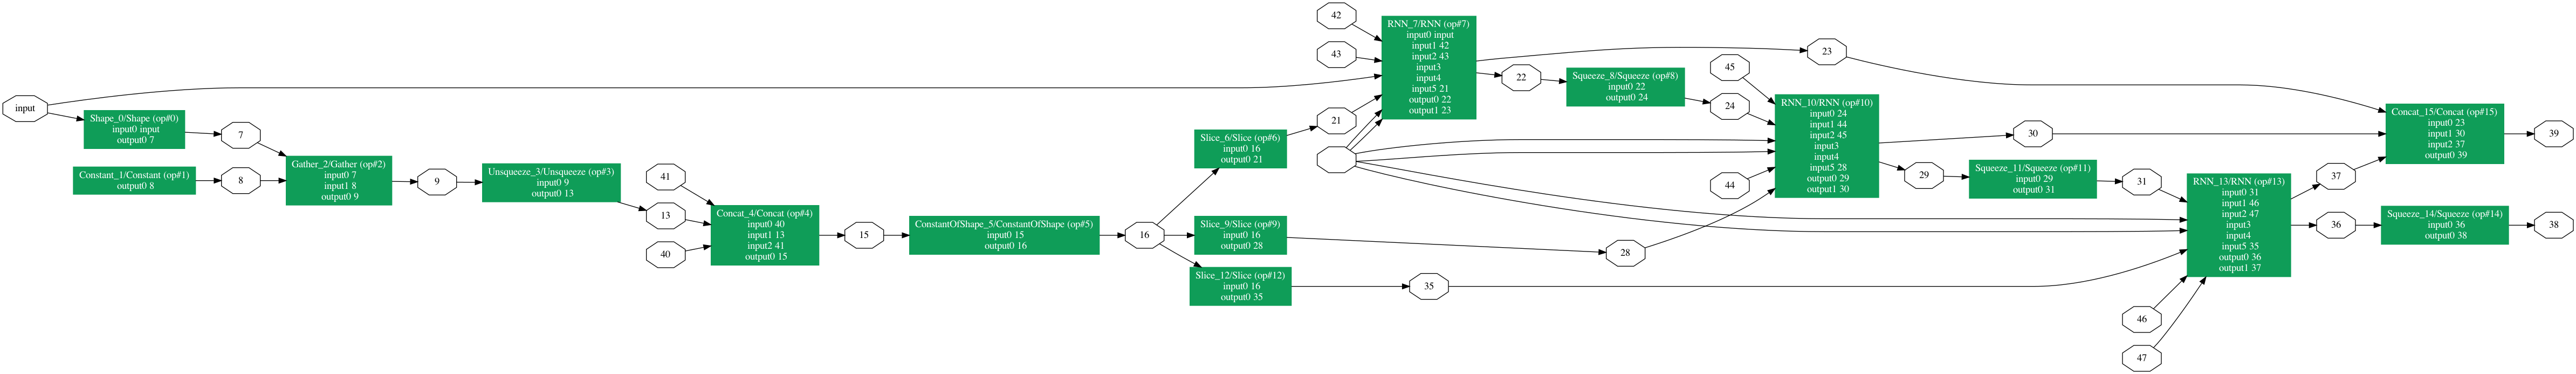 input
Shape_0/Shape (op#0)
input0 input
output0 7
Constant_1/Constant (op#1)
output0 8
7
8
Gather_2/Gather (op#2)
input0 7
input1 8
output0 9
9
Unsqueeze_3/Unsqueeze (op#3)
input0 9
output0 13
41
13
40
Concat_4/Concat (op#4)
input0 40
input1 13
input2 41
output0 15
15
ConstantOfShape_5/ConstantOfShape (op#5)
input0 15
output0 16
16
Slice_6/Slice (op#6)
input0 16
output0 21
Slice_9/Slice (op#9)
input0 16
output0 28
Slice_12/Slice (op#12)
input0 16
output0 35
42
43
21
RNN_7/RNN (op#7)
input0 input
input1 42
input2 43
input3
input4
input5 21
output0 22
output1 23
35
22
Squeeze_8/Squeeze (op#8)
input0 22
output0 24
28
45
24
44
23
RNN_10/RNN (op#10)
input0 24
input1 44
input2 45
input3
input4
input5 28
output0 29
output1 30
29
30
Squeeze_11/Squeeze (op#11)
input0 29
output0 31
31
46
47
RNN_13/RNN (op#13)
input0 31
input1 46
input2 47
input3
input4
input5 35
output0 36
output1 37
37
36
Concat_15/Concat (op#15)
input0 23
input1 30
input2 37
output0 39
Squeeze_14/Squeeze (op#14)
input0 36
output0 38
39
38